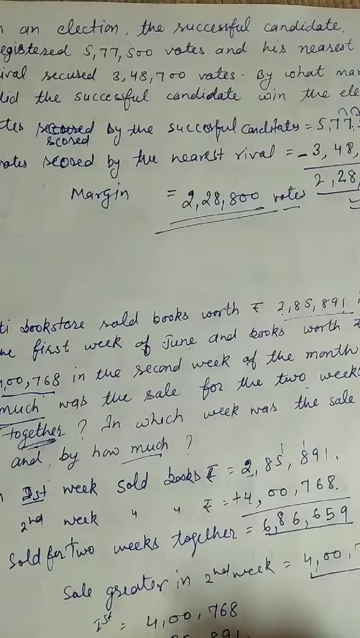 an election, the successful candidate
registered 5,77,500 votes and his nearest
rival secured 3,48,700 votes. By what
did the successful candidate win the
secured by the successful candidate = 5,77,
scored
scored by the nearest rival = - 3,48,
2,28,
Margin = 2,28,800 votes
bookstore sold books worth ₹ 2,85,891
first week of June and books worth ₹
4,00,768 in the second week of the month
much was the sale for the two weeks
together? In which week was the sale
and by how much?
Ist week sold books ₹ = 2,85,891.
2nd week " " ₹ = +4,00,768.
Sold for two weeks together = 6,86,659
Sale greater in 2nd week = 4,00,
Ist = 4,00,768